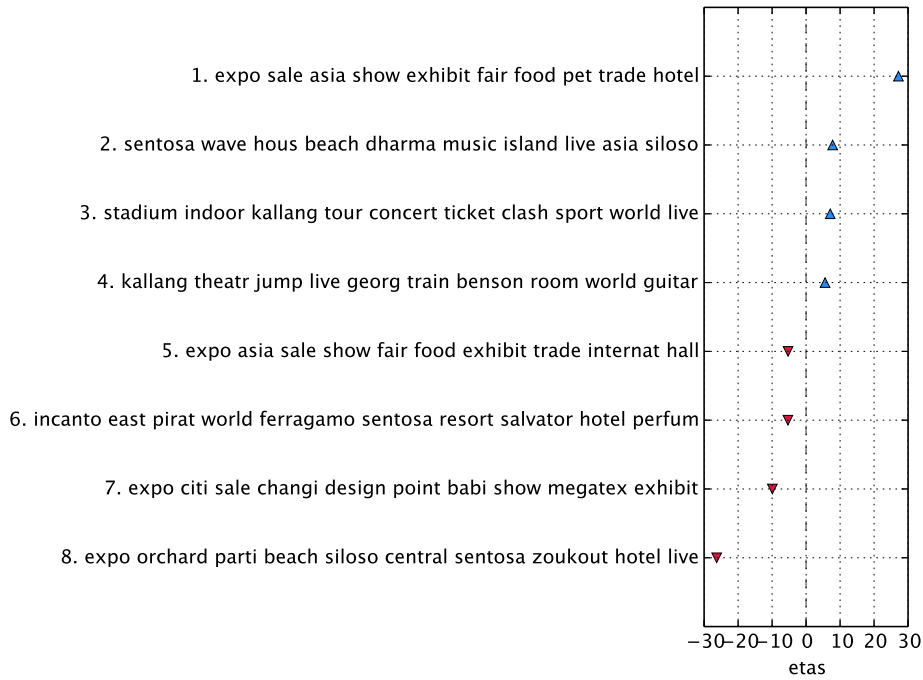 1. expo sale asia show exhibit fair food pet trade hotel
2. sentosa wave hous beach dharma music island live asia siloso
3. stadium indoor kallang tour concert ticket clash sport world live
4. kallang theatr jump live georg train benson room world guitar
5. expo asia sale show fair food exhibit trade internat hall
6. incanto east pirat world ferragamo sentosa resort salvator hotel perfum
7. expo citi sale changi design point babi show megatex exhibit
8. expo orchard parti beach siloso central sentosa zoukout hotel live
−30 −20 −10 0 10 20 30
etas